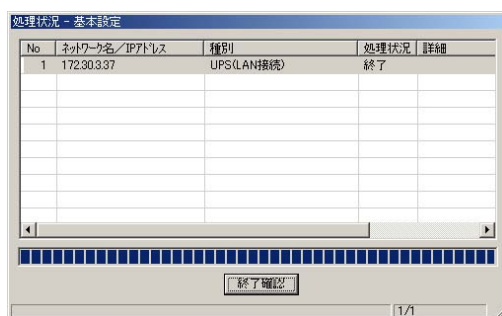 処理状況 - 基本設定
No ネットワーク名／IPアドレス 種別 処理状況 詳細
1 172.30.3.37 UPS(LAN接続) 終了
終了確認
1/1